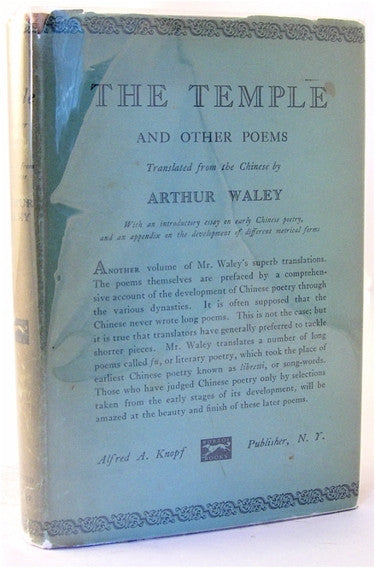 THE TEMPLE
AND OTHER POEMS
Translated from the Chinese by
ARTHUR WALEY
With an introductory essay on early Chinese poetry,
and an appendix on the development of different metrical forms
ANOTHER volume of Mr. Waley's superb translations.
The poems themselves are prefaced by a comprehen-
sive account of the development of Chinese poetry through
the various dynasties. It is often supposed that the
Chinese never wrote long poems. This is not the case; but
it is true that translators have generally preferred to tackle
shorter pieces. Mr. Waley translates a number of long
poems called fu, or literary poetry, which took the place of
earliest Chinese poetry known as libretti, or song-words.
Those who have judged Chinese poetry only by selections
taken from the early stages of its development, will be
amazed at the beauty and finish of these later poems.
Alfred A. Knopf
BORZOI
BOOKS
Publisher, N. Y.